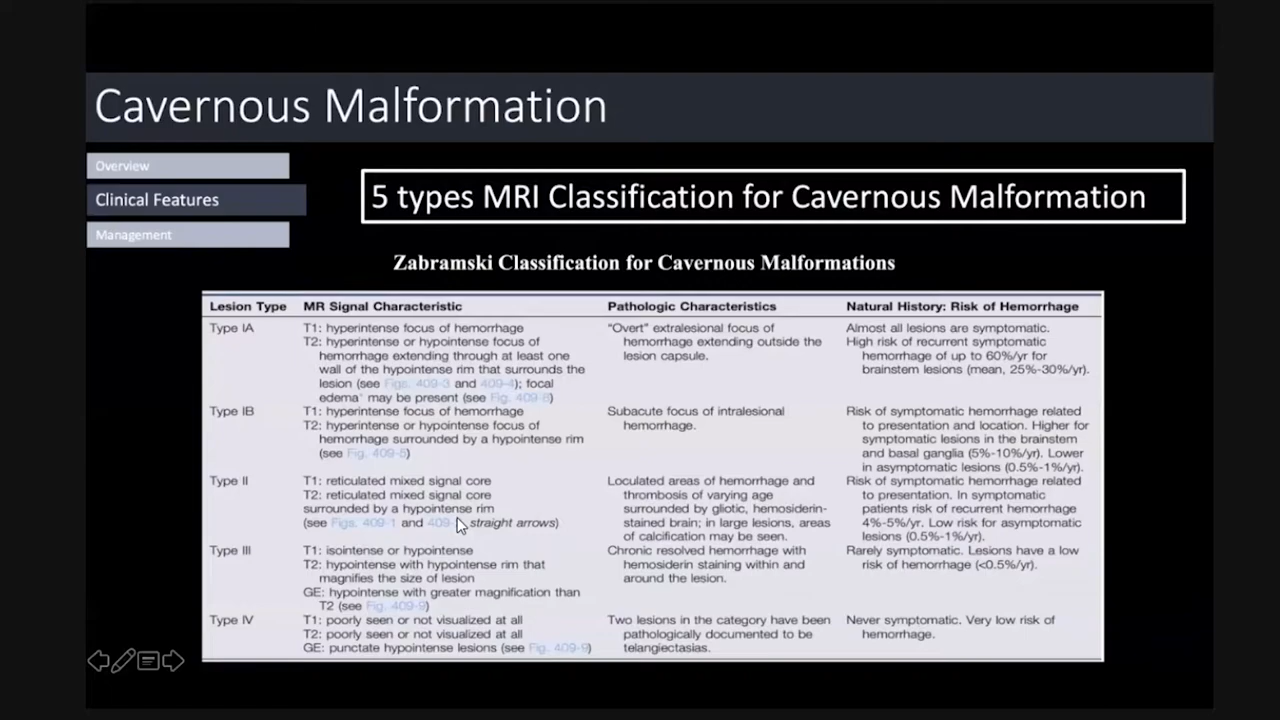 Cavernous Malformation
Overview
Clinical Features
Management
5 types MRI Classification for Cavernous Malformation
Zabramski Classification for Cavernous Malformations
Lesion Type MR Signal Characteristic Pathologic Characteristics Natural History: Risk of Hemorrhage
Type IA
T1: hyperintense focus of hemorrhage
T2: hyperintense or hypointense focus of
hemorrhage extending through at least one
wall of the hypointense rim that surrounds the
lesion (see Figs. 409-3 and 409-4); focal
edema* may be present (see Fig. 409-8)
"Overt" extralesional focus of
hemorrhage extending outside the
lesion capsule.
Almost all lesions are symptomatic.
High risk of recurrent symptomatic
hemorrhage of up to 60%/yr for
brainstem lesions (mean, 25%-30%/yr).
Type IB
T1: hyperintense focus of hemorrhage
T2: hyperintense or hypointense focus of
hemorrhage surrounded by a hypointense rim
(see Fig. 409-5)
Subacute focus of intralesional
hemorrhage.
Risk of symptomatic hemorrhage related
to presentation and location. Higher for
symptomatic lesions in the brainstem
and basal ganglia (5%-10%/yr). Lower
in asymptomatic lesions (0.5%-1%/yr).
Type II
T1: reticulated mixed signal core
T2: reticulated mixed signal core
surrounded by a hypointense rim
(see Figs. 409-1 and 409- straight arrows)
Loculated areas of hemorrhage and
thrombosis of varying age
surrounded by gliotic, hemosiderin-
stained brain; in large lesions, areas
of calcification may be seen.
Risk of symptomatic hemorrhage related
to presentation. In symptomatic
patients risk of recurrent hemorrhage
4%-5%/yr. Low risk for asymptomatic
lesions (0.5%-1%/yr).
Type III
T1: isointense or hypointense
T2: hypointense with hypointense rim that
magnifies the size of lesion
GE: hypointense with greater magnification than
T2 (see Fig. 409-9)
Chronic resolved hemorrhage with
hemosiderin staining within and
around the lesion.
Rarely symptomatic. Lesions have a low
risk of hemorrhage (<0.5%/yr).
Type IV
T1: poorly seen or not visualized at all
T2: poorly seen or not visualized at all
GE: punctate hypointense lesions (see Fig. 409-9)
Two lesions in the category have been
pathologically documented to be
telangiectasias.
Never symptomatic. Very low risk of
hemorrhage.